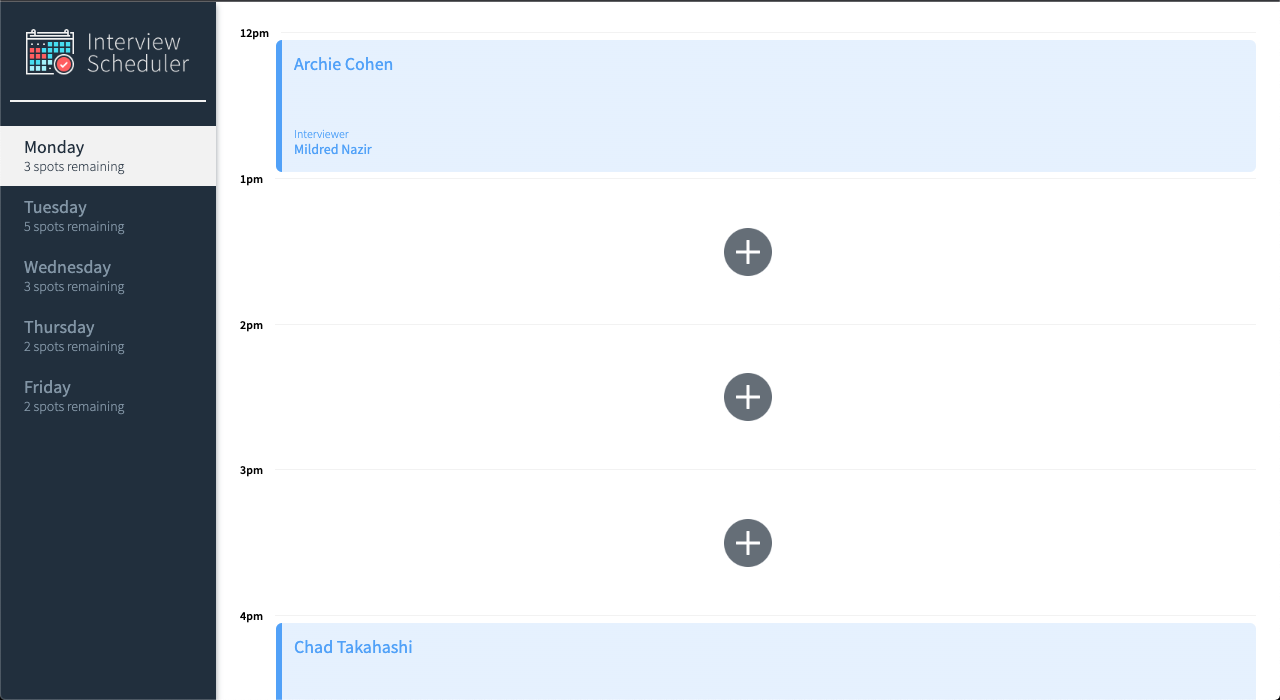 Interview
Scheduler
Monday
3 spots remaining
Tuesday
5 spots remaining
Wednesday
3 spots remaining
Thursday
2 spots remaining
Friday
2 spots remaining
12pm
Archie Cohen
Interviewer
Mildred Nazir
1pm
2pm
3pm
4pm
Chad Takahashi